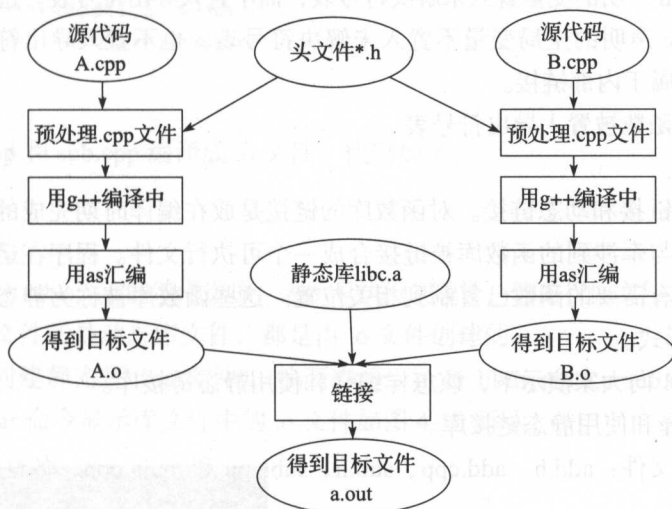 源代码
A.cpp
头文件*.h
源代码
B.cpp
预处理.cpp文件
预处理.cpp文件
用g++编译中
用g++编译中
用as汇编
静态库libc.a
用as汇编
得到目标文件
A.o
得到目标文件
B.o
链接
得到目标文件
a.out